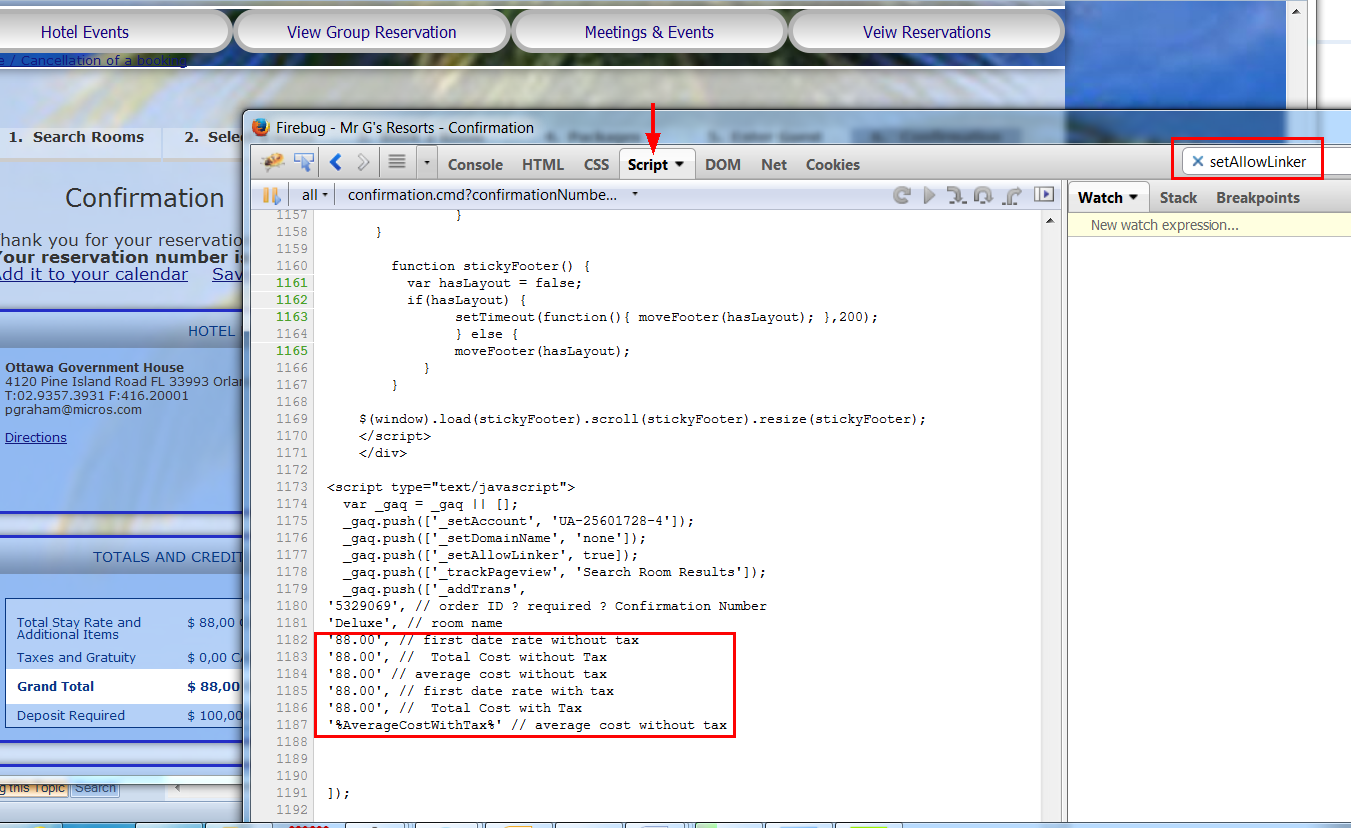 Hotel Events
View Group Reservation
Meetings & Events
Veiw Reservations
/ Cancellation of a booking
1. Search Rooms
2. Sele
Confirmation
hank you for your reservatio
our reservation number i
dd it to your calendar Sav
HOTEL
Ottawa Government House
4120 Pine Island Road FL 33993 Orlan
T:02.9357.3931 F:416.20001
pgraham@micros.com
Directions
TOTALS AND CREDIT
Total Stay Rate and
Additional Items
$ 88,00
Taxes and Gratuity
$ 0,00 C
Grand Total
$ 88,00
Deposit Required
$ 100,00
g this Topic
Search
Firebug - Mr G's Resorts - Confirmation
Console HTML CSS Script DOM Net Cookies
setAllowLinker
all
confirmation.cmd?confirmationNumbe...
Watch Stack Breakpoints
New watch expression...
1157 }
1158 }
1159
1160 function stickyFooter() {
1161 var hasLayout = false;
1162 if(hasLayout) {
1163 setTimeout(function(){ moveFooter(hasLayout); },200);
1164 } else {
1165 moveFooter(hasLayout);
1166 }
1167 }
1168
1169 $(window).load(stickyFooter).scroll(stickyFooter).resize(stickyFooter);
1170 </script>
1171 </div>
1172
1173 <script type="text/javascript">
1174 var _gaq = _gaq || [];
1175 _gaq.push(['_setAccount', 'UA-25601728-4']);
1176 _gaq.push(['_setDomainName', 'none']);
1177 _gaq.push(['_setAllowLinker', true]);
1178 _gaq.push(['_trackPageview', 'Search Room Results']);
1179 _gaq.push(['_addTrans',
1180 '5329069', // order ID ? required ? Confirmation Number
1181 'Deluxe', // room name
1182 '88.00', // first date rate without tax
1183 '88.00', // Total Cost without Tax
1184 '88.00' // average cost without tax
1185 '88.00', // first date rate with tax
1186 '88.00', // Total Cost with Tax
1187 '%AverageCostWithTax%' // average cost without tax
1188
1189
1190
1191 ]);
1192